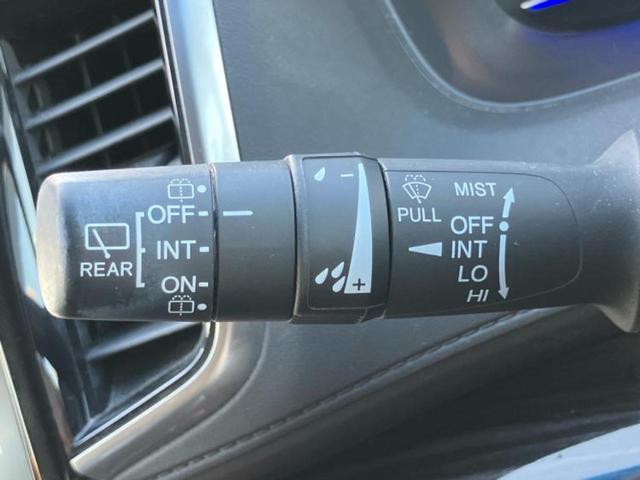 OFF
INT
ON
REAR
-
+
PULL
MIST
OFF
INT
LO
HI